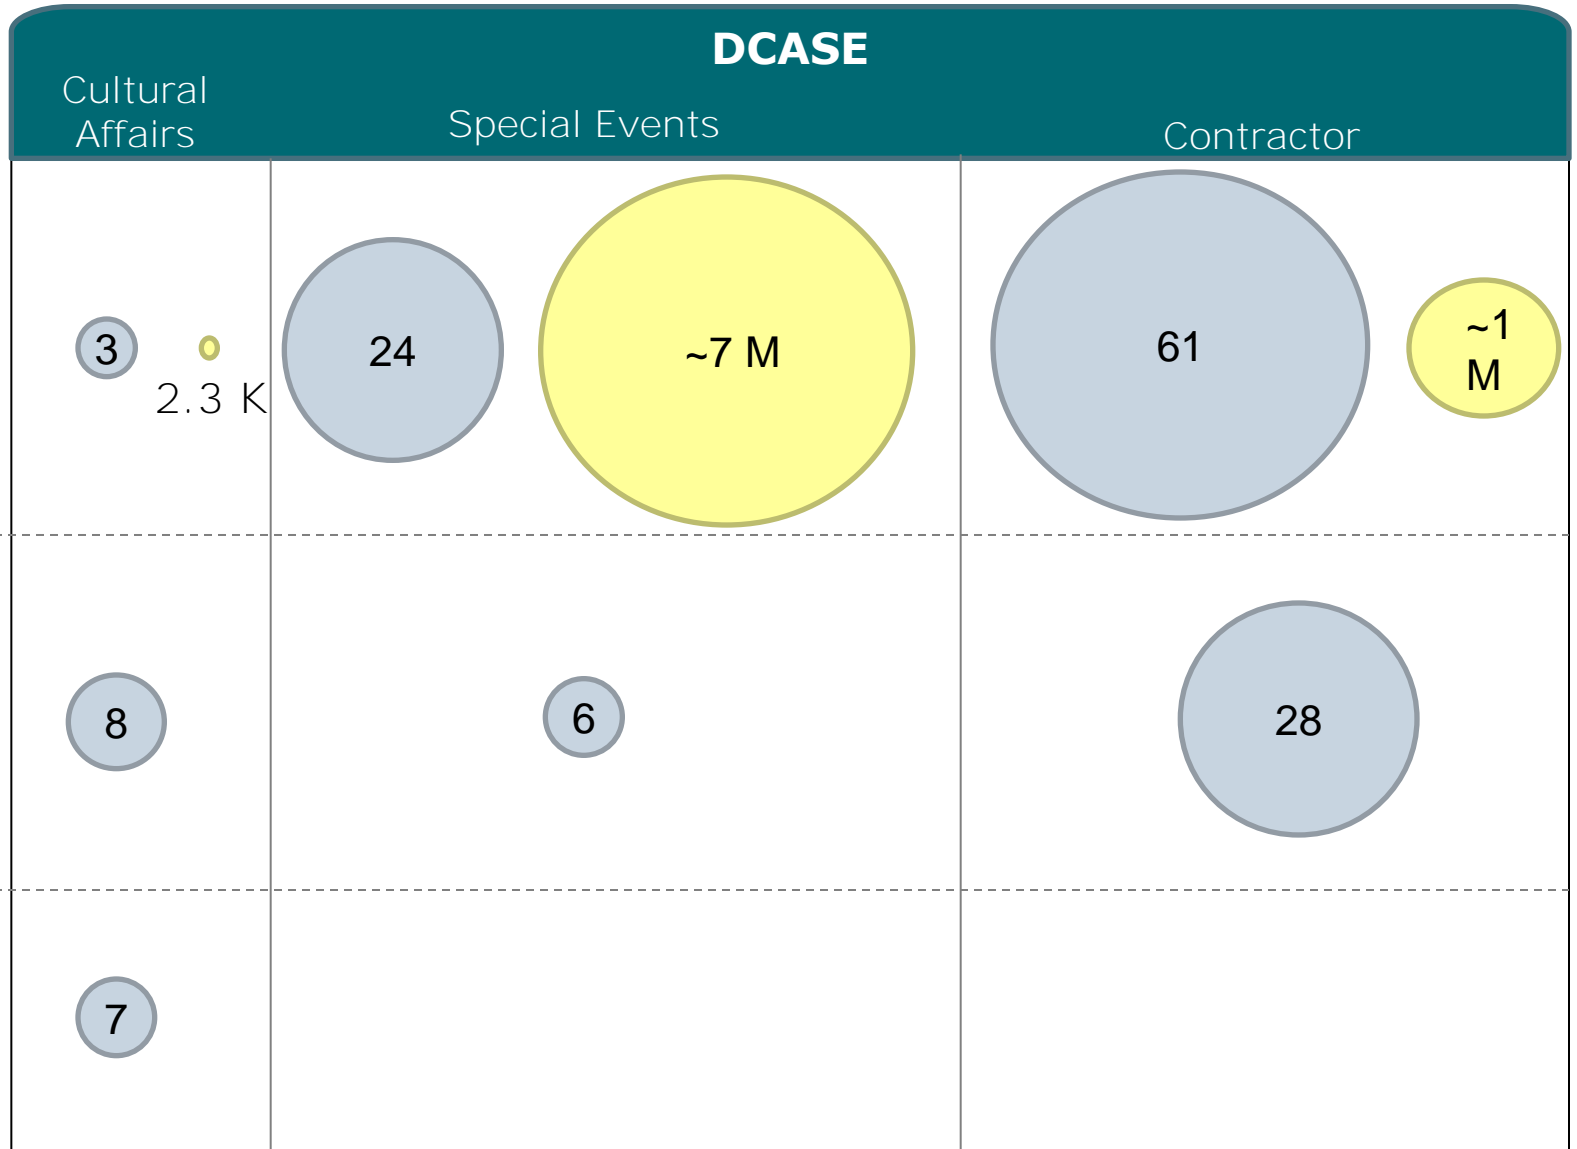 DCASE
Cultural
Affairs
Special Events
Contractor
3
2.3 K
24
~7 M
61
~1
M
8
6
28
7